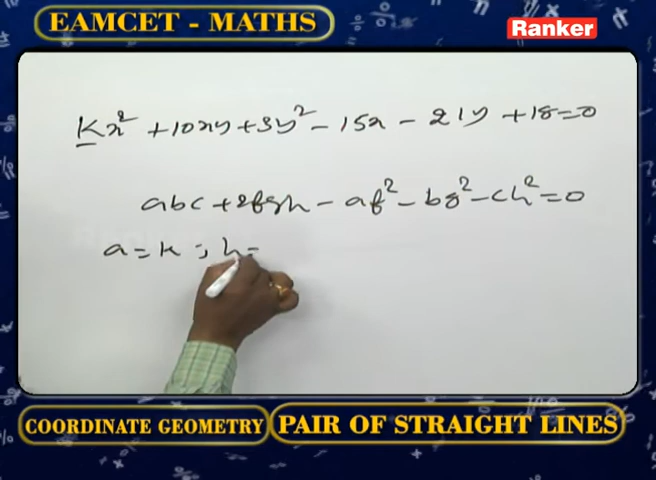 EAMCET - MATHS
Ranker
Kx² + 10xy + 3y² - 15x - 21y + 18 = 0
abc + 2fgh - af² - bg² - ch² = 0
a = k ; h =
COORDINATE GEOMETRY
PAIR OF STRAIGHT LINES